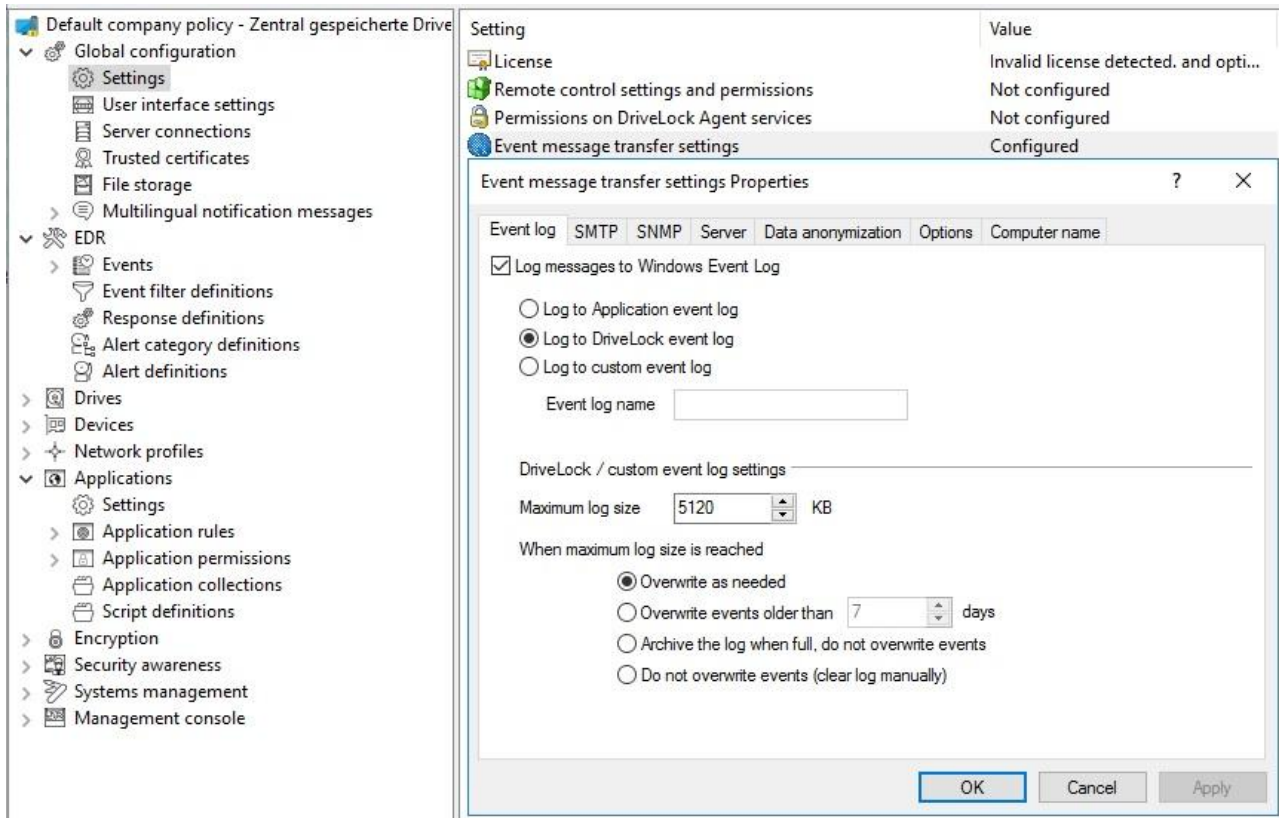 Default company policy - Zentral gespeicherte Drive
Global configuration
Settings
User interface settings
Server connections
Trusted certificates
File storage
Multilingual notification messages
EDR
Events
Event filter definitions
Response definitions
Alert category definitions
Alert definitions
Drives
Devices
Network profiles
Applications
Settings
Application rules
Application permissions
Application collections
Script definitions
Encryption
Security awareness
Systems management
Management console
Setting Value
License Invalid license detected. and opti...
Remote control settings and permissions Not configured
Permissions on DriveLock Agent services Not configured
Event message transfer settings Configured
Event message transfer settings Properties ? X
Event log SMTP SNMP Server Data anonymization Options Computer name
Log messages to Windows Event Log
Log to Application event log
Log to DriveLock event log
Log to custom event log
Event log name
DriveLock / custom event log settings
Maximum log size 5120 KB
When maximum log size is reached
Overwrite as needed
Overwrite events older than 7 days
Archive the log when full, do not overwrite events
Do not overwrite events (clear log manually)
OK Cancel Apply